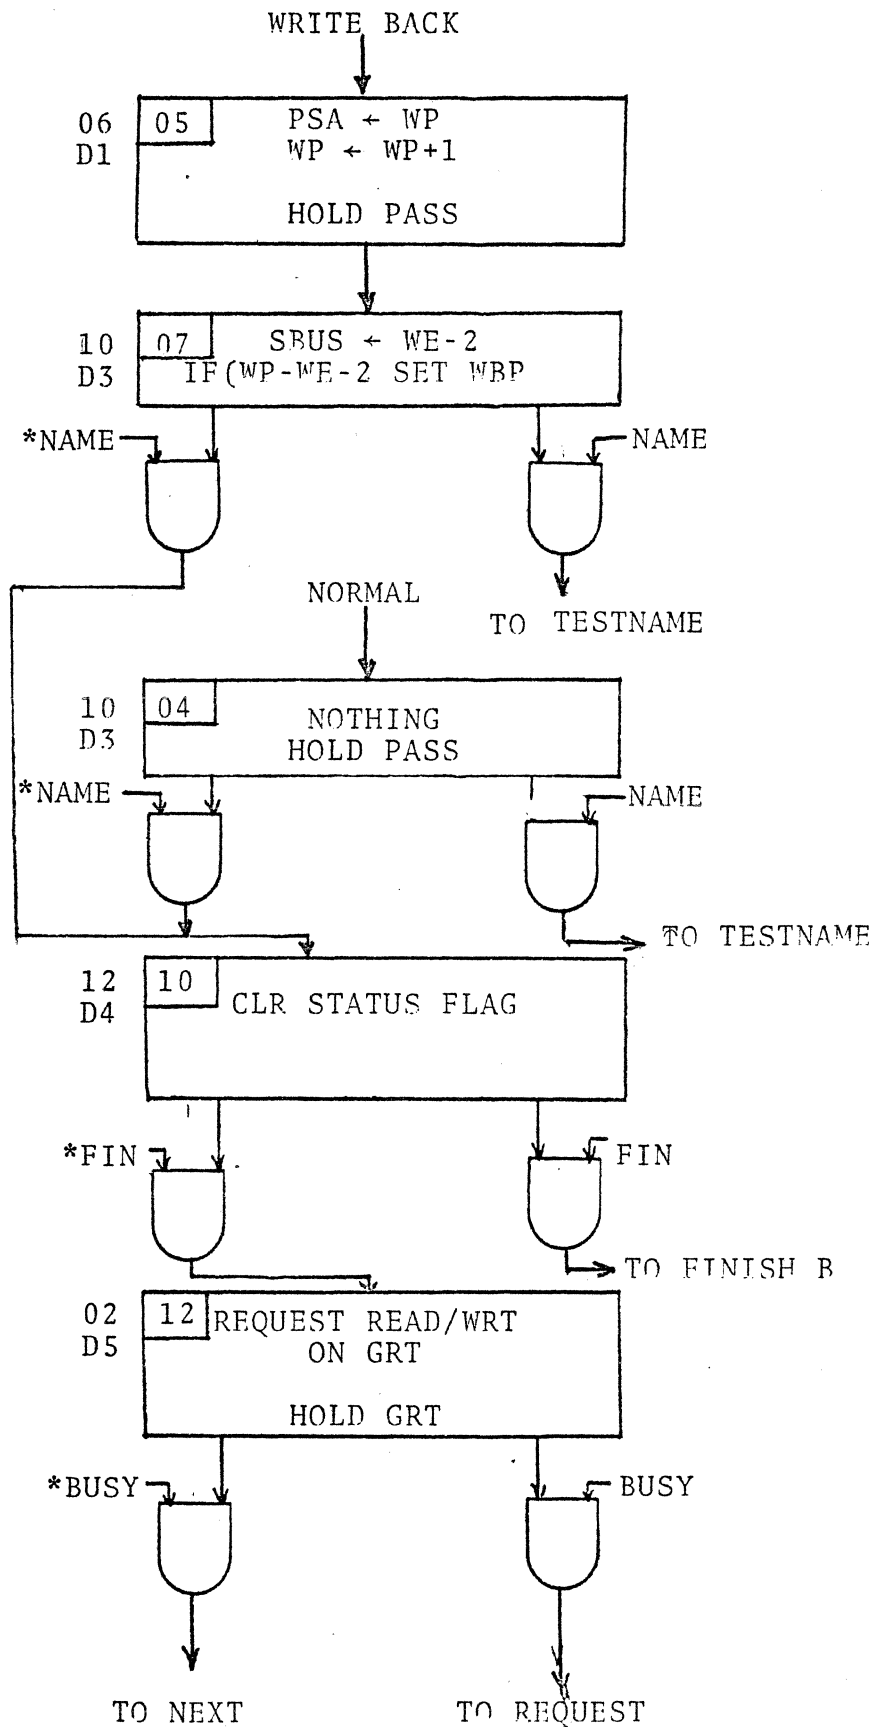 WRITE BACK
06 05 PSA ← WP
D1 WP ← WP+1
HOLD PASS
10 07 SBUS ← WE-2
D3 IF(WP-WE-2 SET WBP
*NAME NAME
NORMAL
TO TESTNAME
10 04
D3 NOTHING
HOLD PASS
*NAME NAME
TO TESTNAME
12 10
D4 CLR STATUS FLAG
*FIN FIN
TO FINISH B
02 12 REQUEST READ/WRT
D5 ON GRT
HOLD GRT
*BUSY BUSY
TO NEXT TO REQUEST